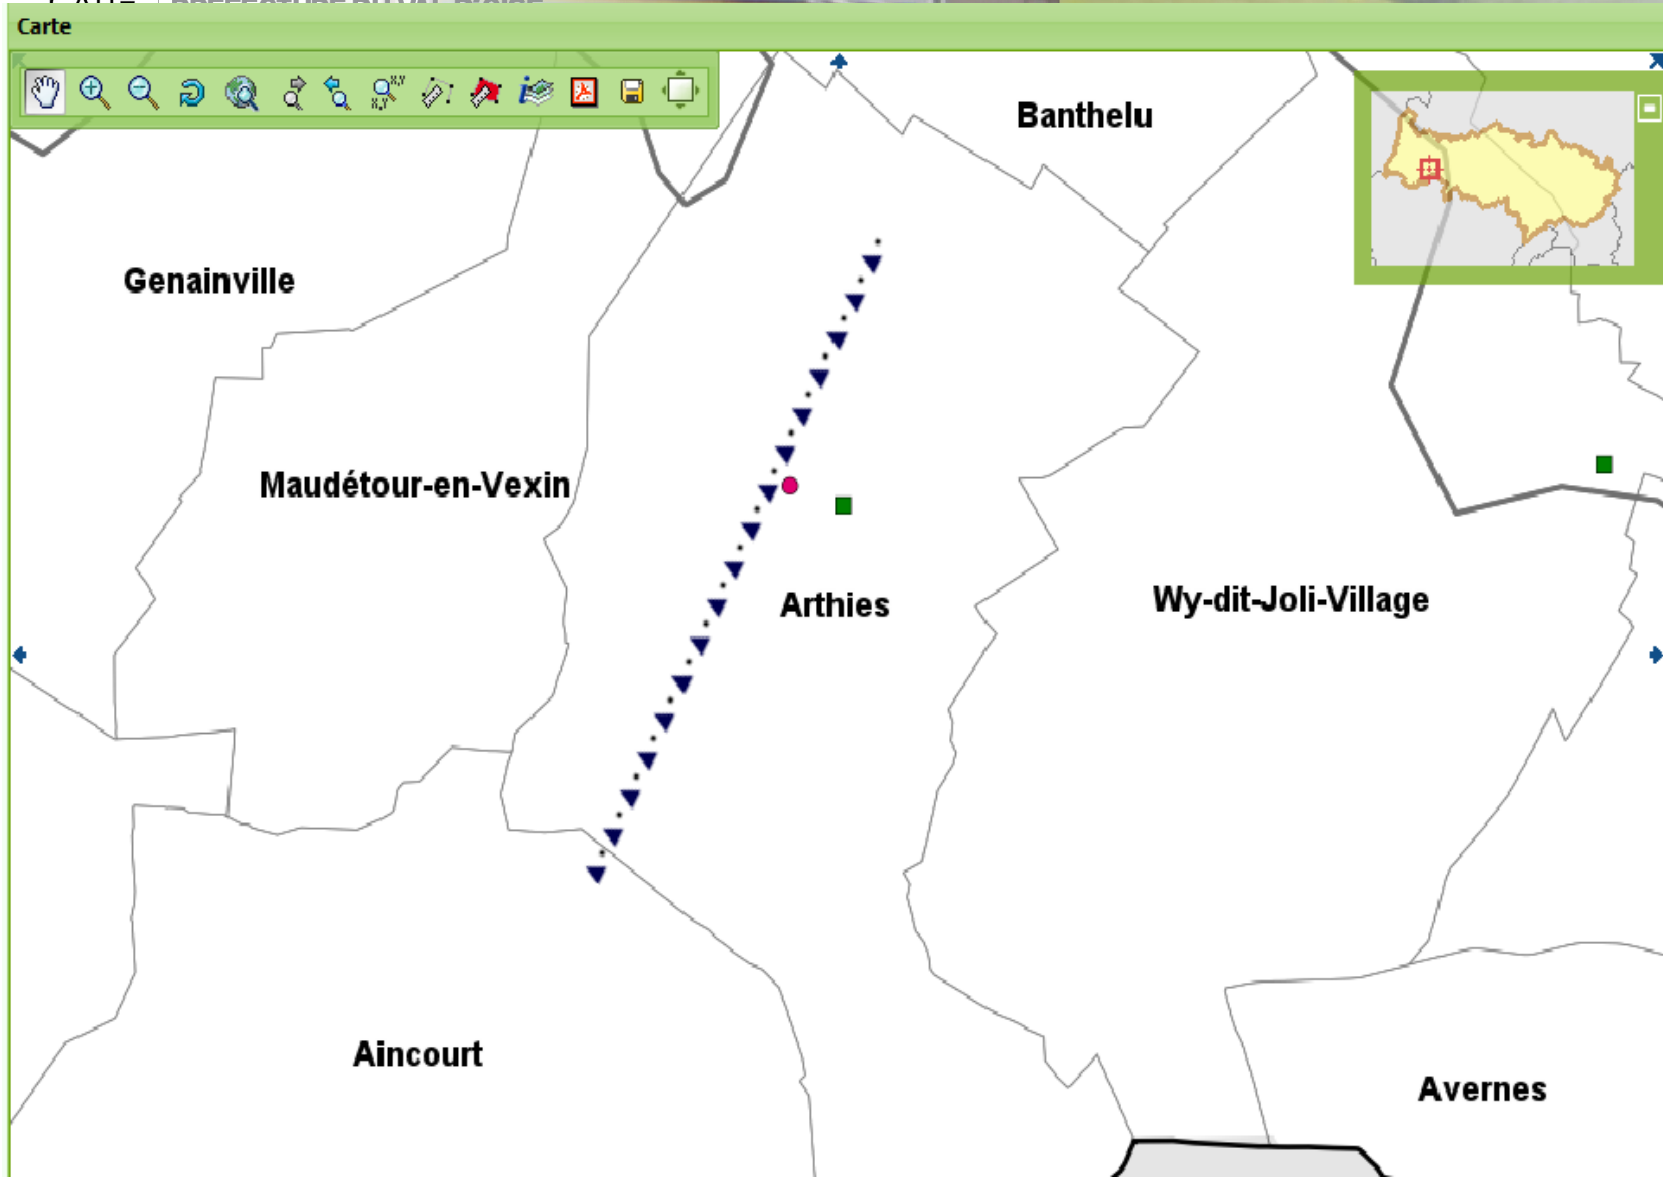 Carte
Banthelu
Genainville
Maudétour-en-Vexin
Arthies
Wy-dit-Joli-Village
Aincourt
Avernes